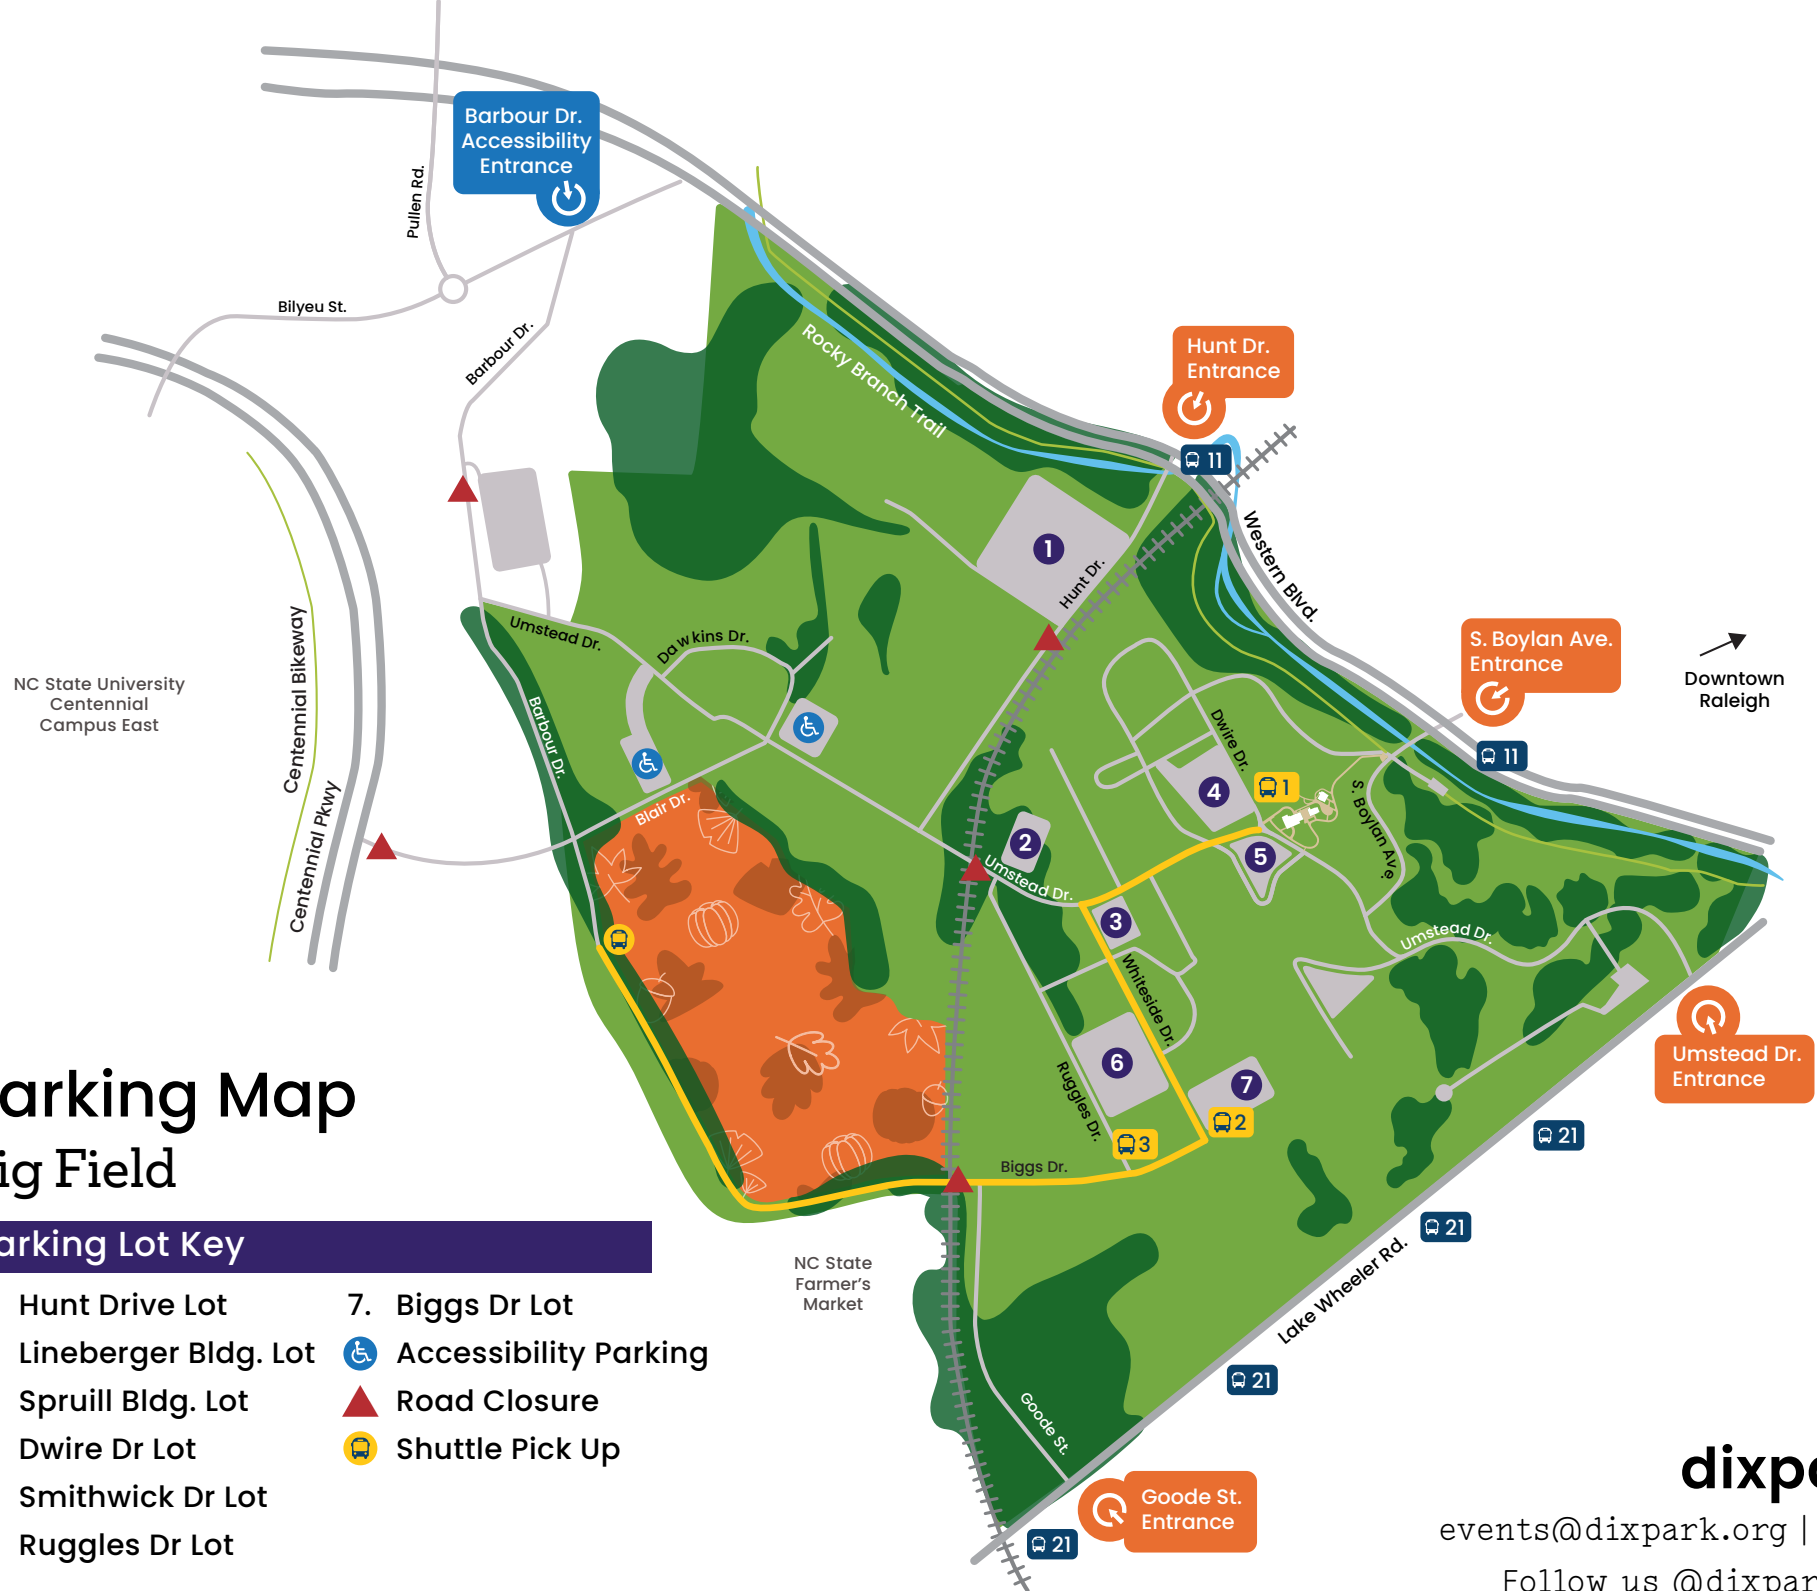 Barbour Dr.
Accessibility
Entrance
Pullen Rd.
Bilyeu St.
Barbour Dr.
Rocky Branch Trail
Hunt Dr.
Entrance
11
Western Blvd.
1
Hunt Dr.
S. Boylan Ave.
Entrance
11
Downtown
Raleigh
Umstead Dr.
Dawkins Dr.
NC State University
Centennial
Campus East
Centennial Bikeway
Centennial Pkwy
Barbour Dr.
Blair Dr.
Dwire Dr.
4
1
S. Boylan Ave.
2
5
Umstead Dr.
3
Umstead Dr.
Whiteside Dr.
6
7
Ruggles Dr.
2
3
Biggs Dr.
Umstead Dr.
Entrance
21
21
Lake Wheeler Rd.
21
NC State
Farmer's
Market
Goode St.
Goode St.
Entrance
21
arking Map
ig Field
arking Lot Key
Hunt Drive Lot
Lineberger Bldg. Lot
Spruill Bldg. Lot
Dwire Dr Lot
Smithwick Dr Lot
Ruggles Dr Lot
7. Biggs Dr Lot
Accessibility Parking
Road Closure
Shuttle Pick Up
dixpa
events@dixpark.org |
Follow us @dixpar